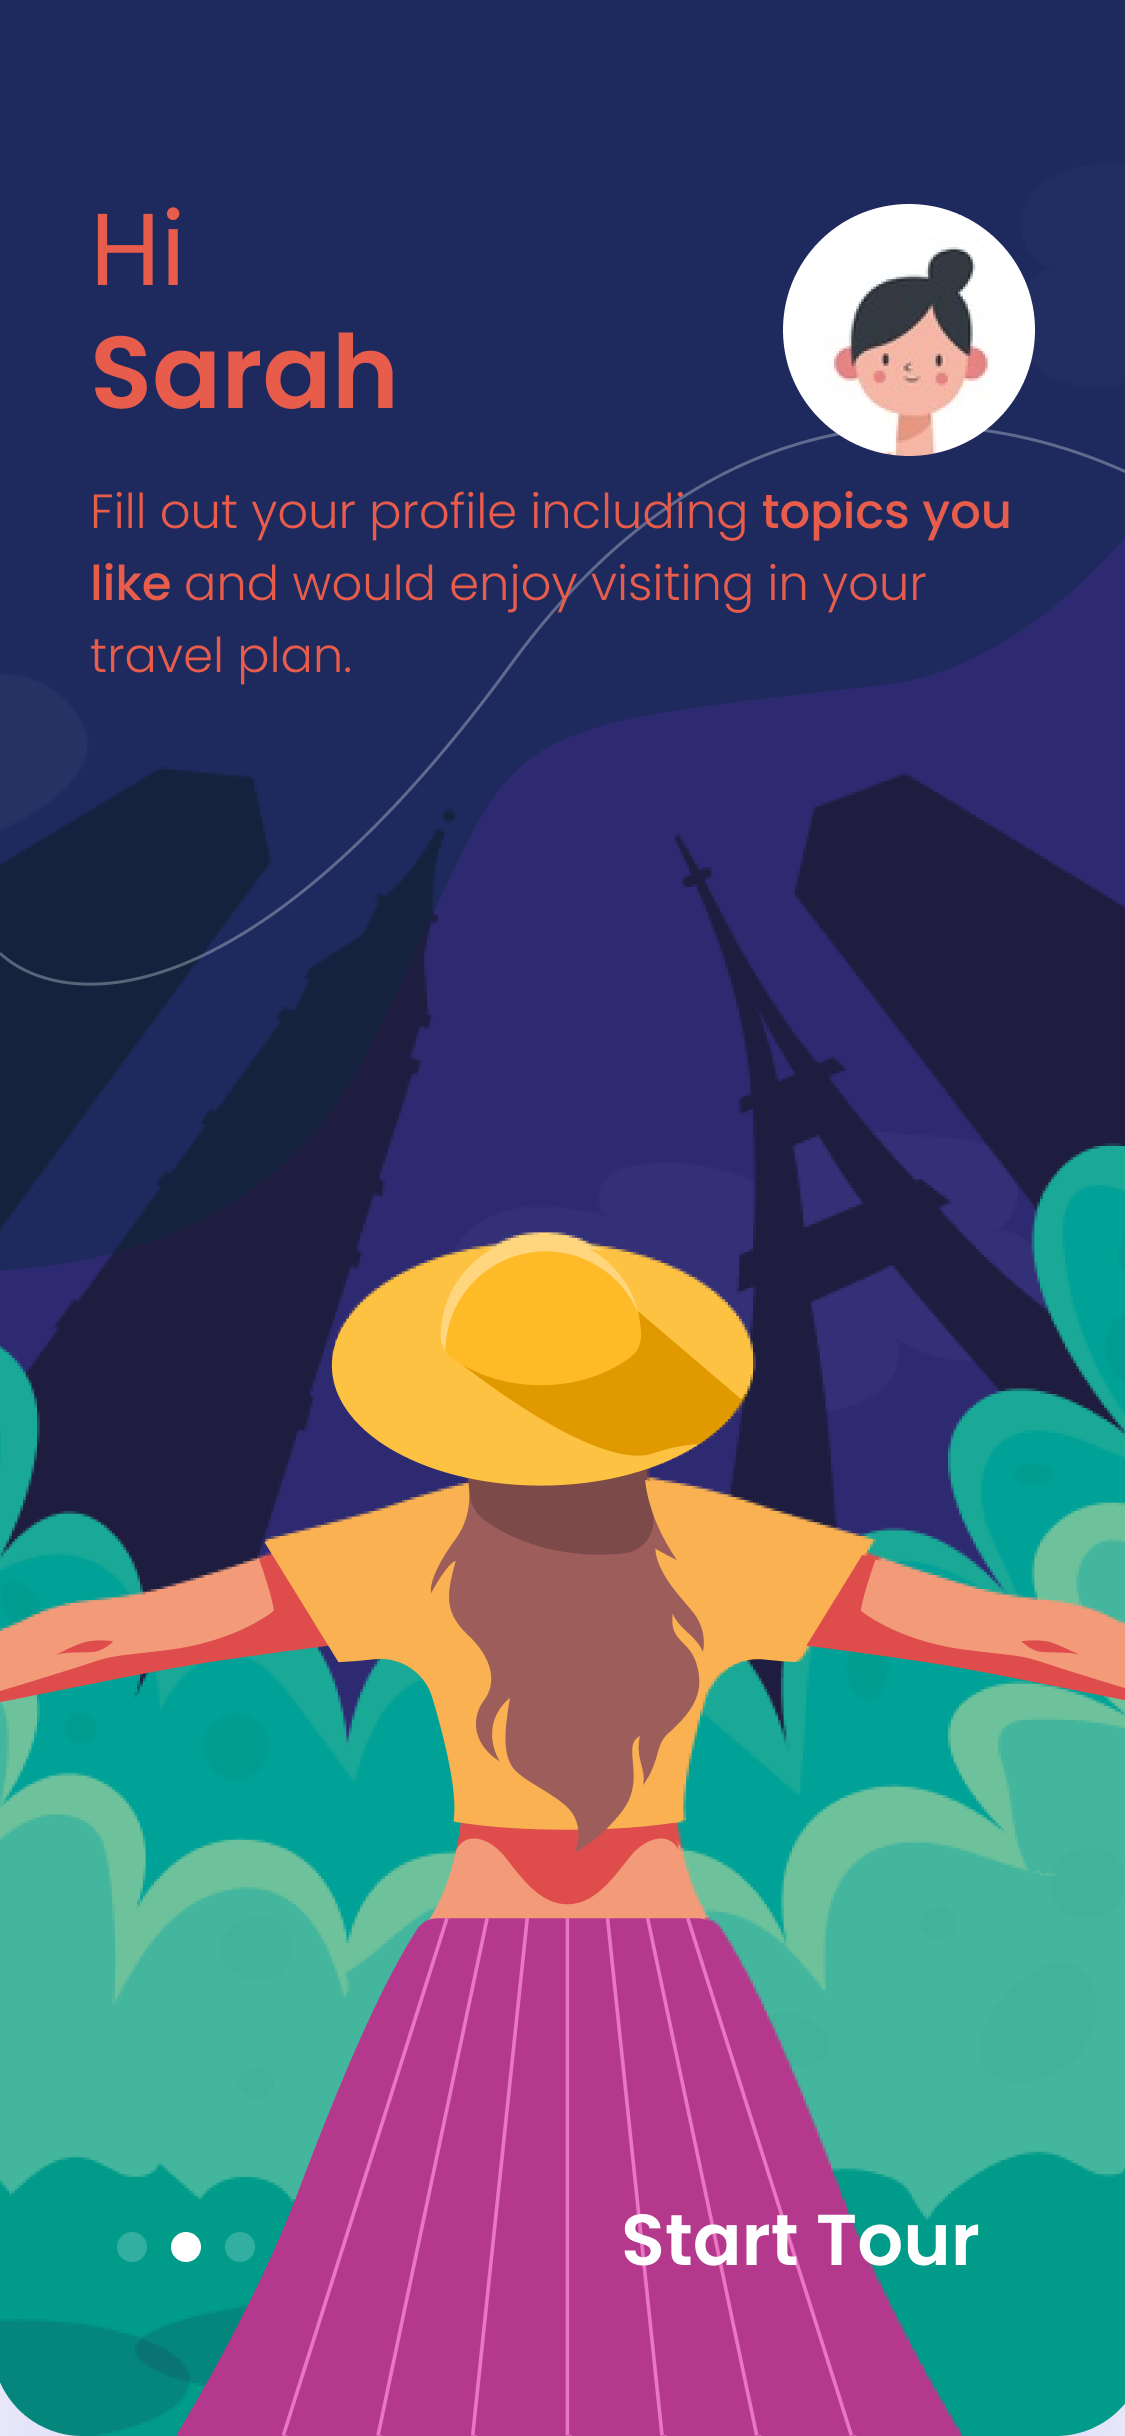 Hi
Sarah
Fill out your profile including topics you
like and would enjoy visiting in your
travel plan.
Start Tour